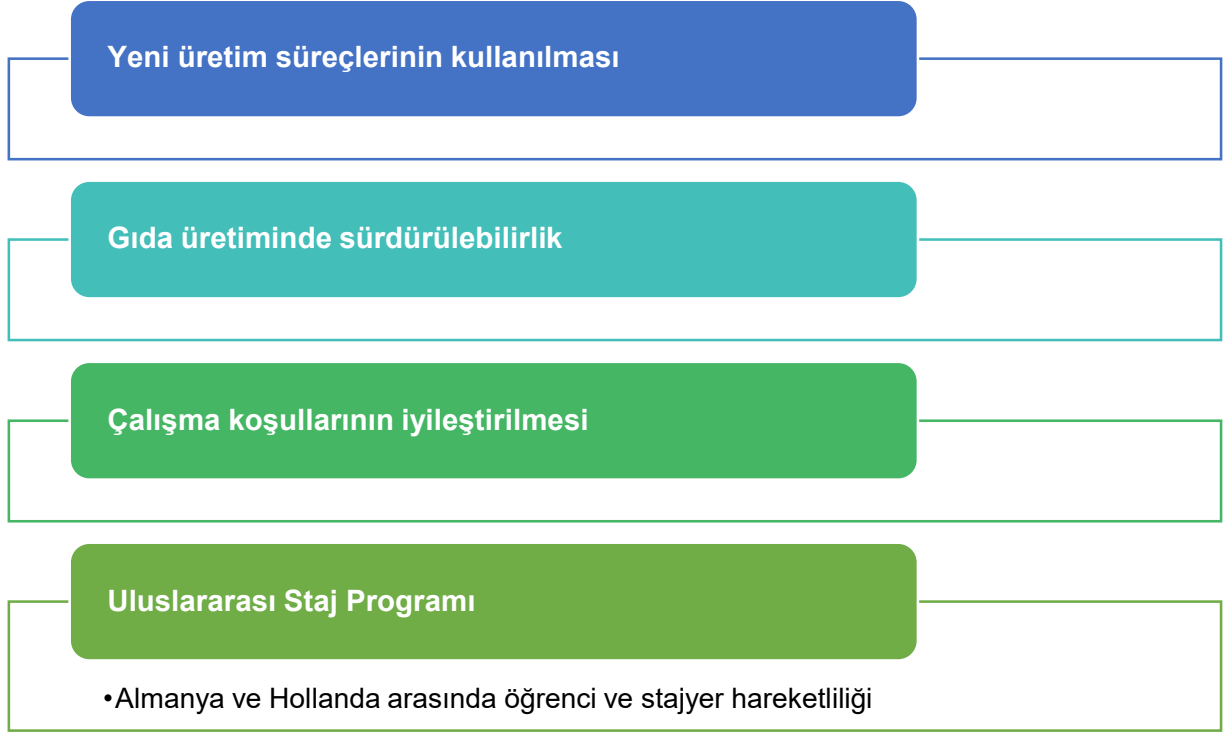 Yeni üretim süreçlerinin kullanılması
Gıda üretiminde sürdürülebilirlik
Çalışma koşullarının iyileştirilmesi
Uluslararası Staj Programı
•Almanya ve Hollanda arasında öğrenci ve stajyer hareketliliği